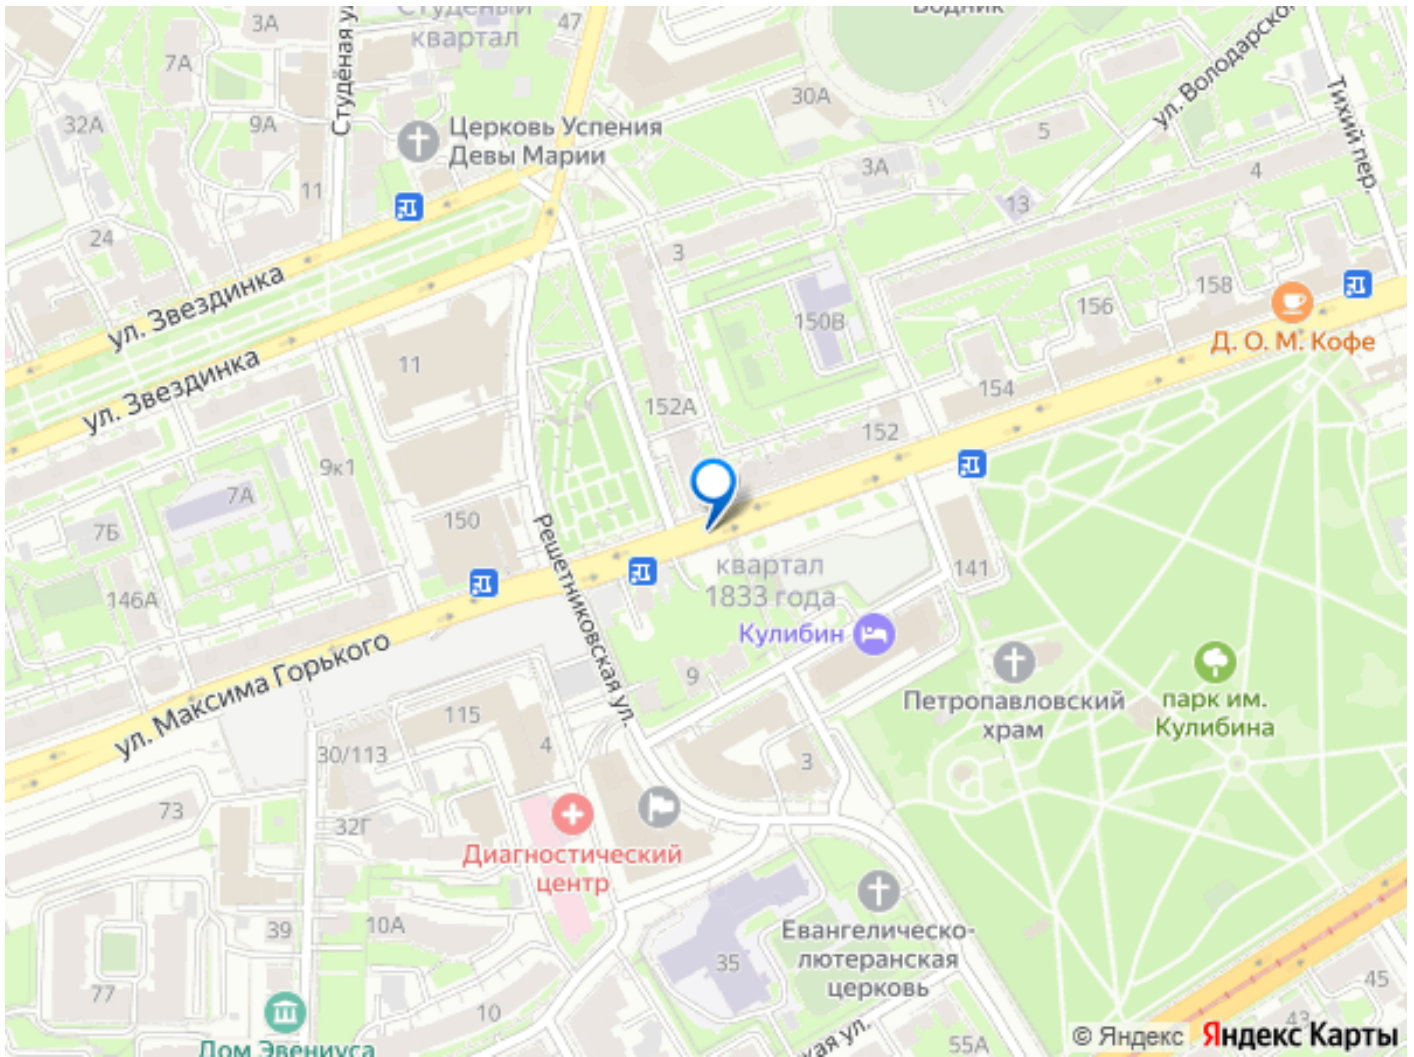 Студёный
квартал
47
Водник
3А
7А
ул. Володарского
Студёная ул.
30А
Тихий пер.
32А
9А
Церковь Успения
Девы Марии
5
3А
4
11
13
24
3
ул. Звездинка
158
156
150В
Д. О. М. Кофе
11
ул. Звездинка
154
152А
152
9к1
7А
150
7Б
Решетниковская ул.
квартал
1833 года
141
146А
Кулибин
ул. Максима Горького
9
Петропавловский
храм
парк им.
Кулибина
115
4
30/113
3
73
32Г
Диагностический
центр
10А
39
Евангелическо-
лютеранская
церковь
35
77
10
45
43
55А
Дом Эвениуса
© Яндекс Яндекс Карты